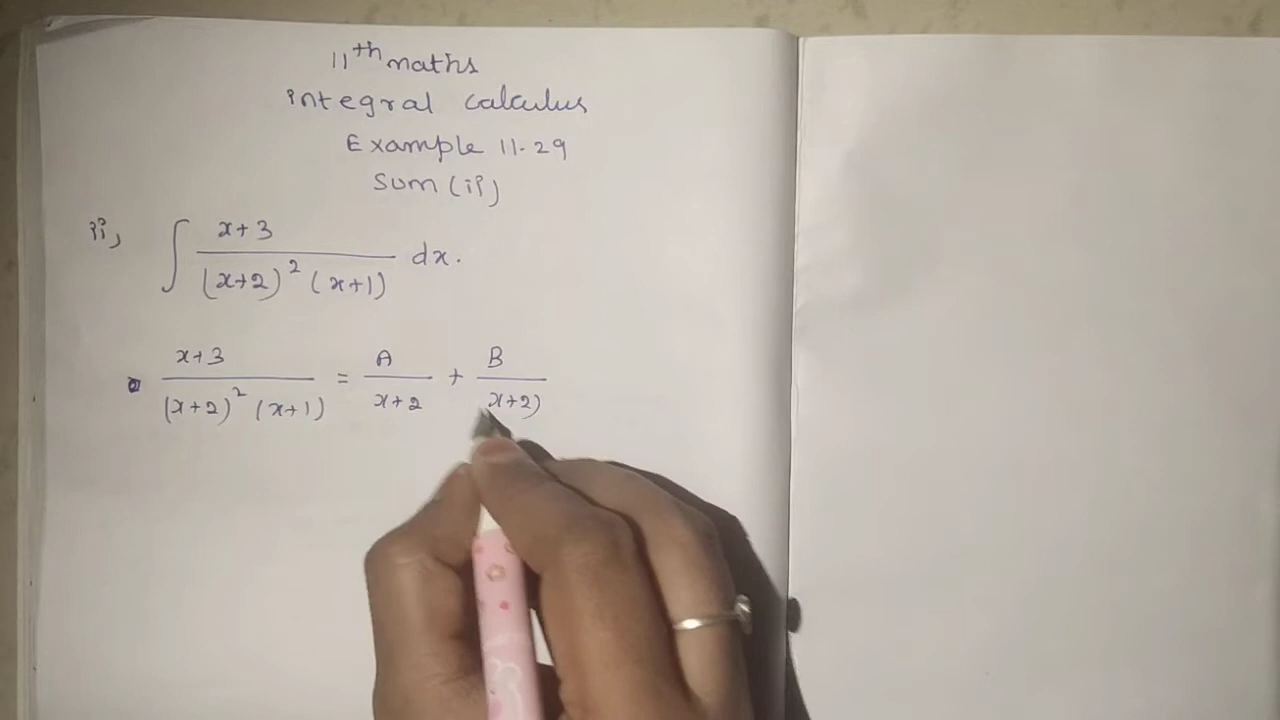 11th maths
integral calculus
Example 11.29
Sum (ii)
ii, ∫ x+3 / (x+2)² (x+1) dx.
x+3 / (x+2)² (x+1) = A / x+2 + B / x+2)